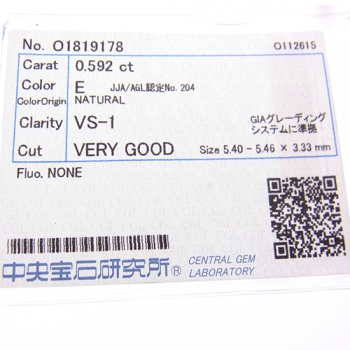 No. O1819178 O112615
Carat 0.592 ct
Color E JJA/AGL認定No. 204
ColorOrigin NATURAL
Clarity VS-1 GIAグレーディング
システムに準拠
Cut VERY GOOD Size 5.40 - 5.46 × 3.33 mm
Fluo. NONE
中央宝石研究所® CENTRAL GEM
LABORATORY